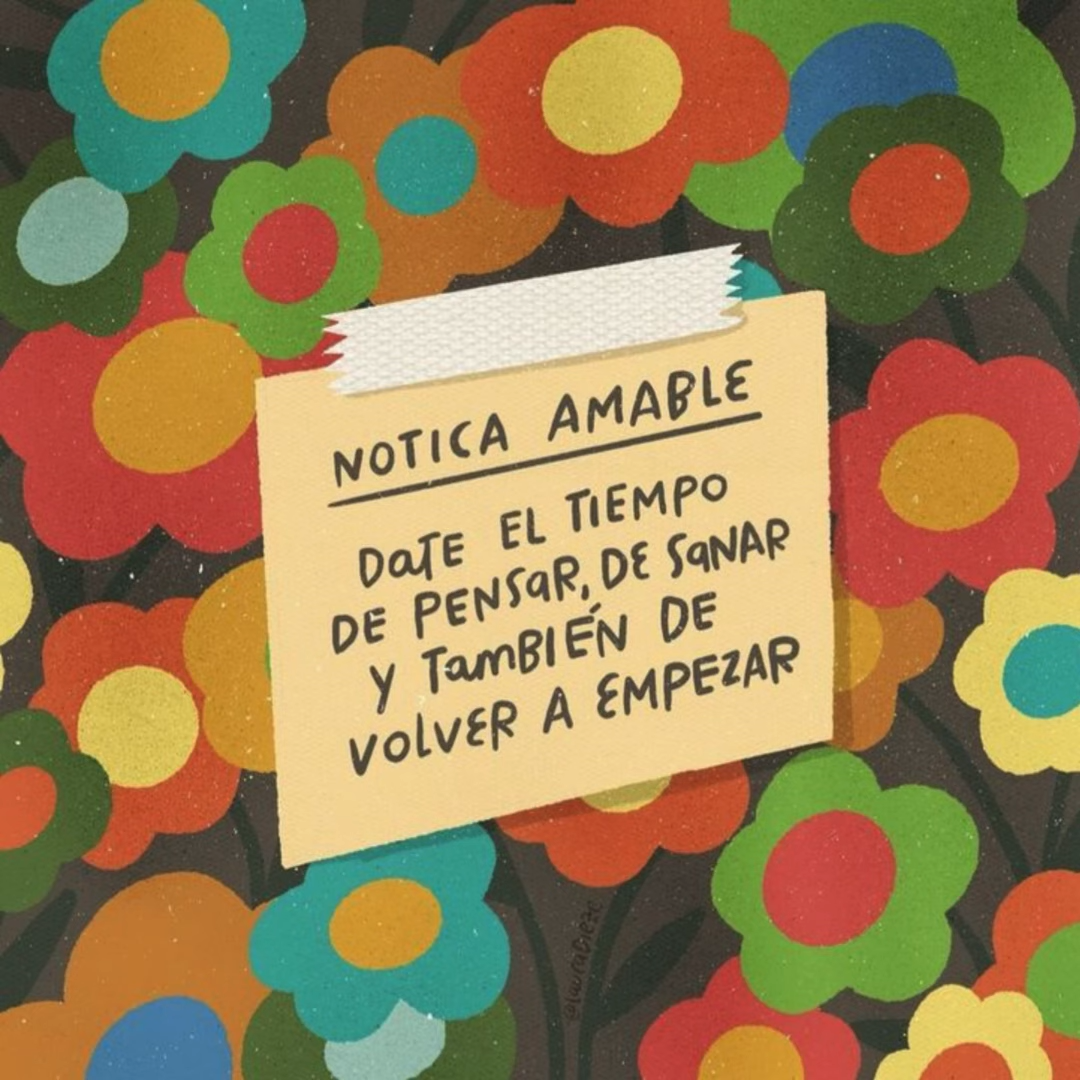 NOTICA AMABLE
DATE EL TIEMPO
DE PENSAR, DE SANAR
Y TAMBIÉN DE
VOLVER A EMPEZAR